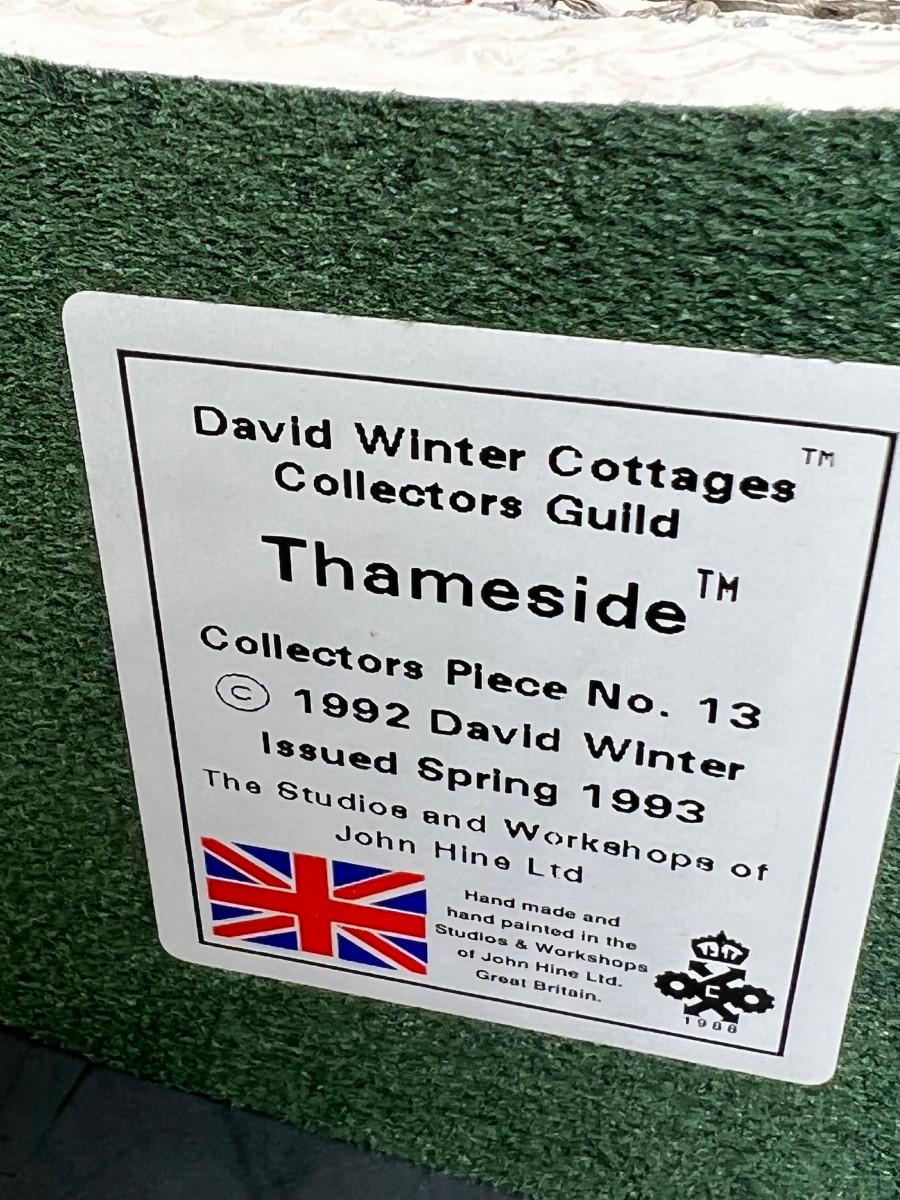 David Winter Cottages™
Collectors Guild
Thameside™
Collectors Piece No. 13
© 1992 David Winter
Issued Spring 1993
The Studios and Workshops of
John Hine Ltd
Hand made and
hand painted in the
Studios & Workshops
of John Hine Ltd.
Great Britain.
1988